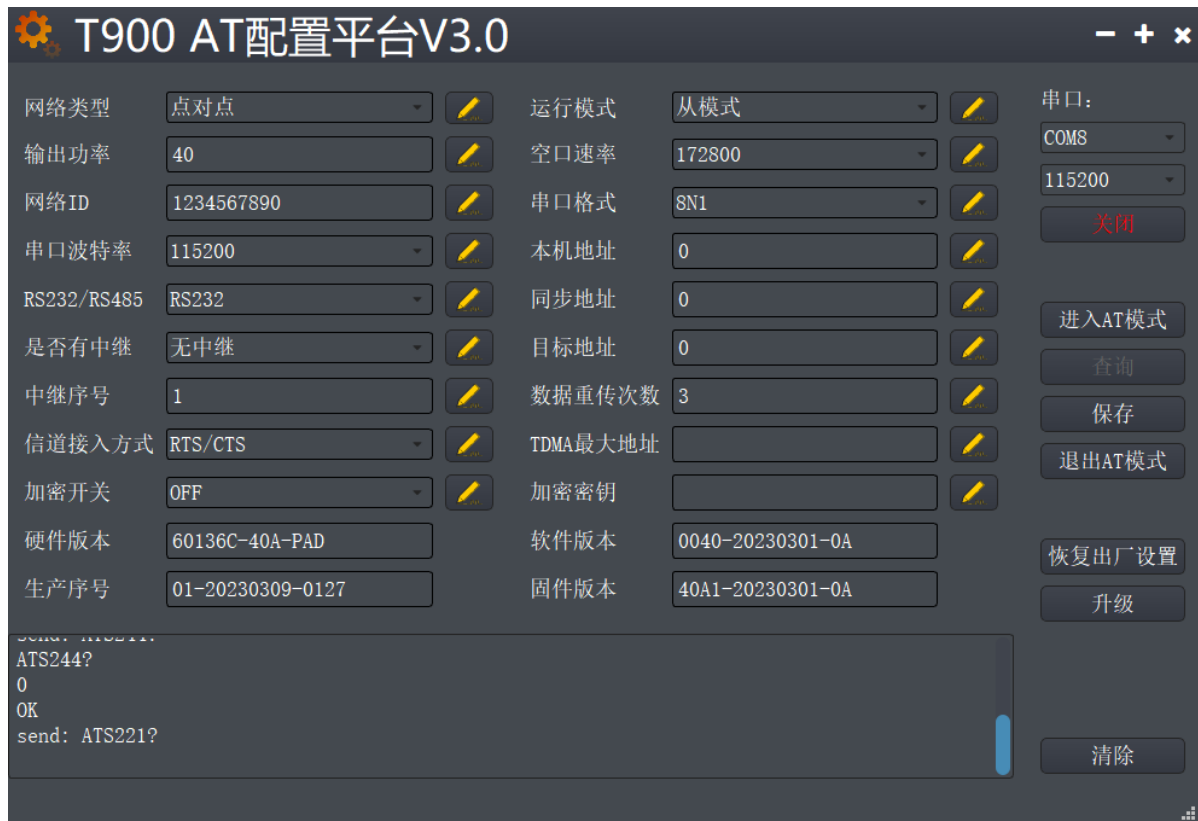 T900 AT配置平台V3.0
网络类型 点对点 运行模式 从模式 串口:
输出功率 40 空口速率 172800 COM8
网络ID 1234567890 串口格式 8N1 115200
关闭
串口波特率 115200 本机地址 0
RS232/RS485 RS232 同步地址 0
进入AT模式
是否有中继 无中继 目标地址 0
查询
中继序号 1 数据重传次数 3
保存
信道接入方式 RTS/CTS TDMA最大地址
退出AT模式
加密开关 OFF 加密密钥
硬件版本 60136C-40A-PAD 软件版本 0040-20230301-0A
恢复出厂设置
生产序号 01-20230309-0127 固件版本 40A1-20230301-0A
升级
ATS244?
0
OK
send: ATS221?
清除